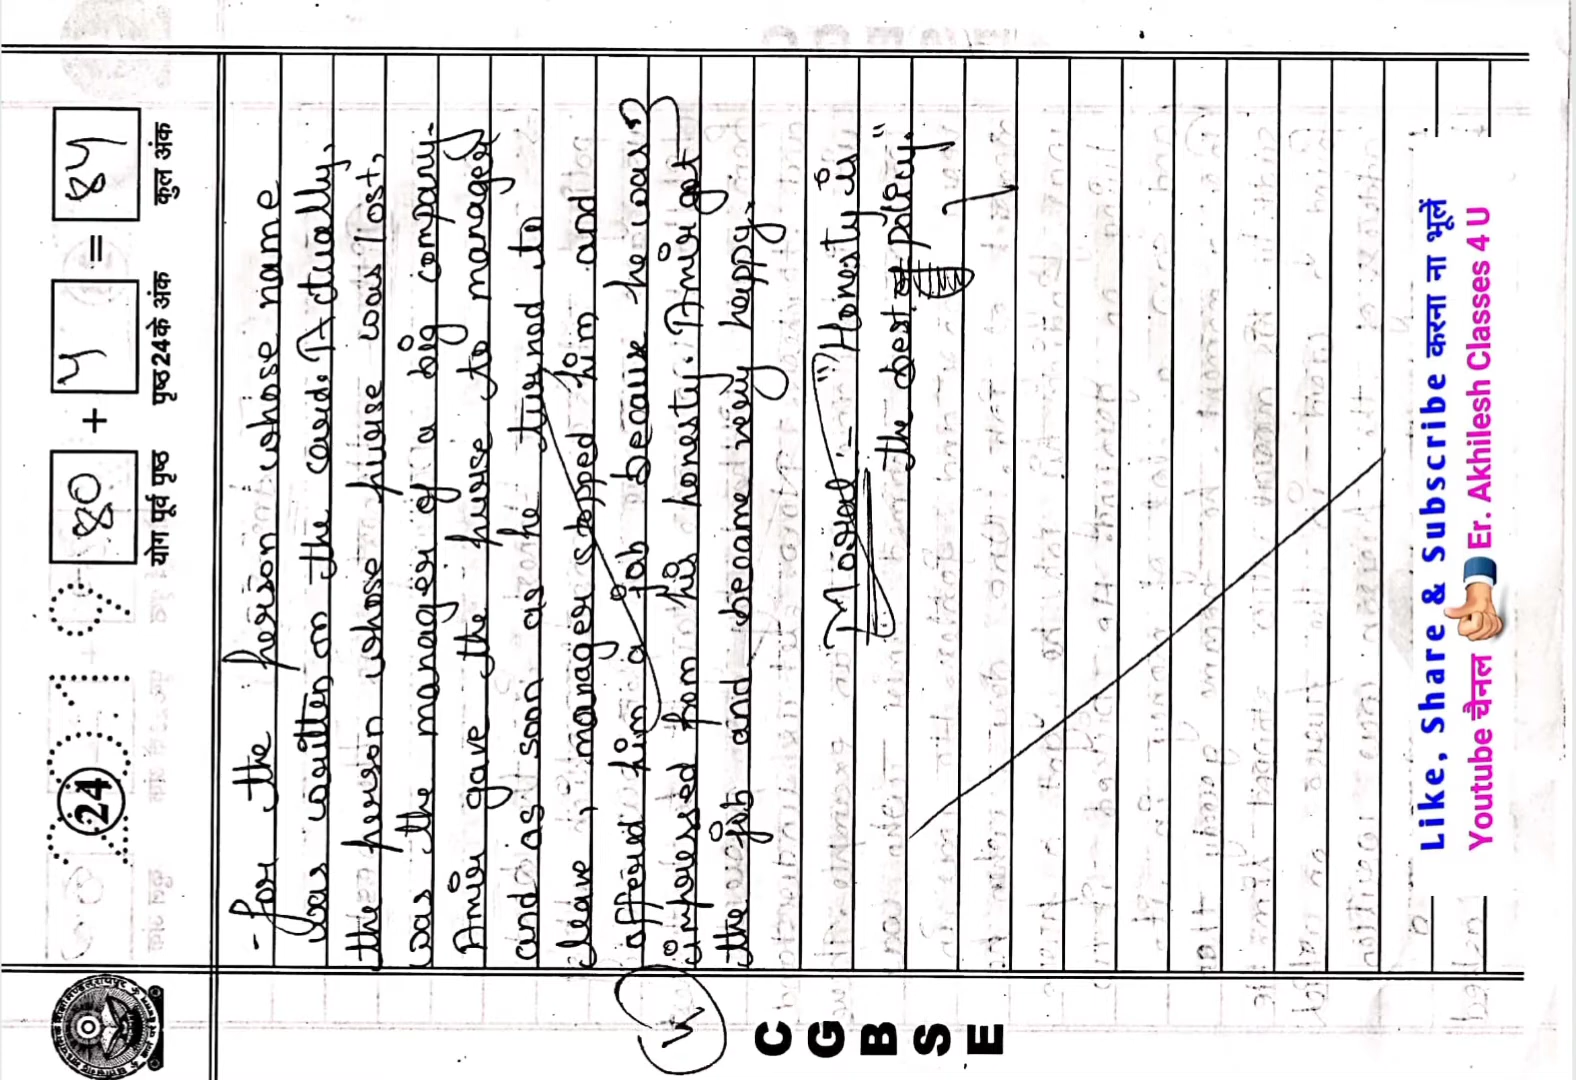 24
80 + 4 = 84
योग पूर्व पृष्ठ पृष्ठ 24 के अंक कुल अंक
for the person whose name
was written on the card. Actually,
the person whose purse was lost,
was the manager of a big company.
Amir gave the purse to manager
and as soon as he turned to
leave, manager stopped him and
offered him a job because he was
impressed from his honesty. Amir got
the job and became very happy.
Moral - "Honesty is
the best of policy."
4
CGBSE
Like, Share & Subscribe करना ना भूलें
Youtube चैनल Er. Akhilesh Classes 4 U